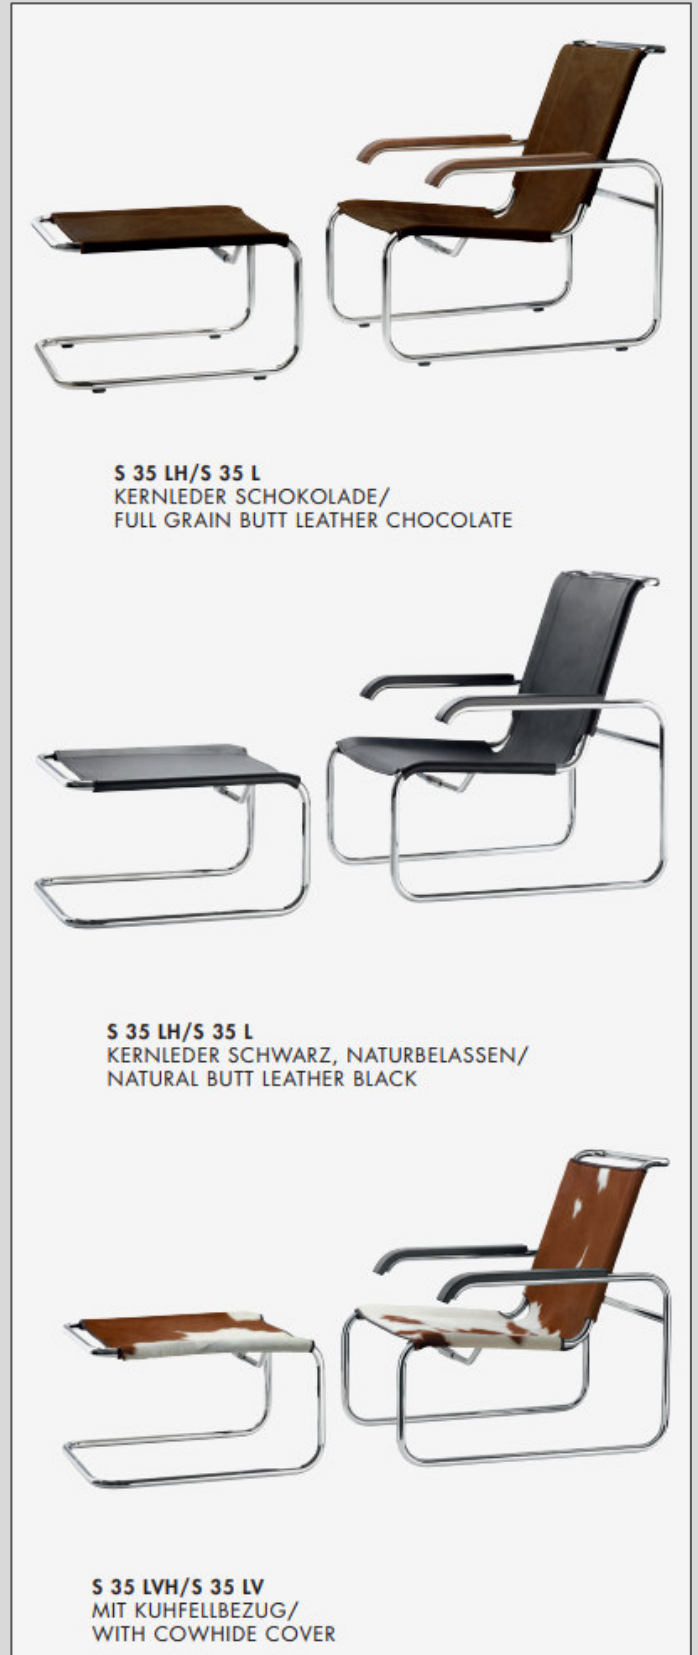 S 35 LH/S 35 L
KERNLEDER SCHOKOLADE/
FULL GRAIN BUTT LEATHER CHOCOLATE
S 35 LH/S 35 L
KERNLEDER SCHWARZ, NATURBELASSEN/
NATURAL BUTT LEATHER BLACK
S 35 LVH/S 35 LV
MIT KUHFELLBEZUG/
WITH COWHIDE COVER